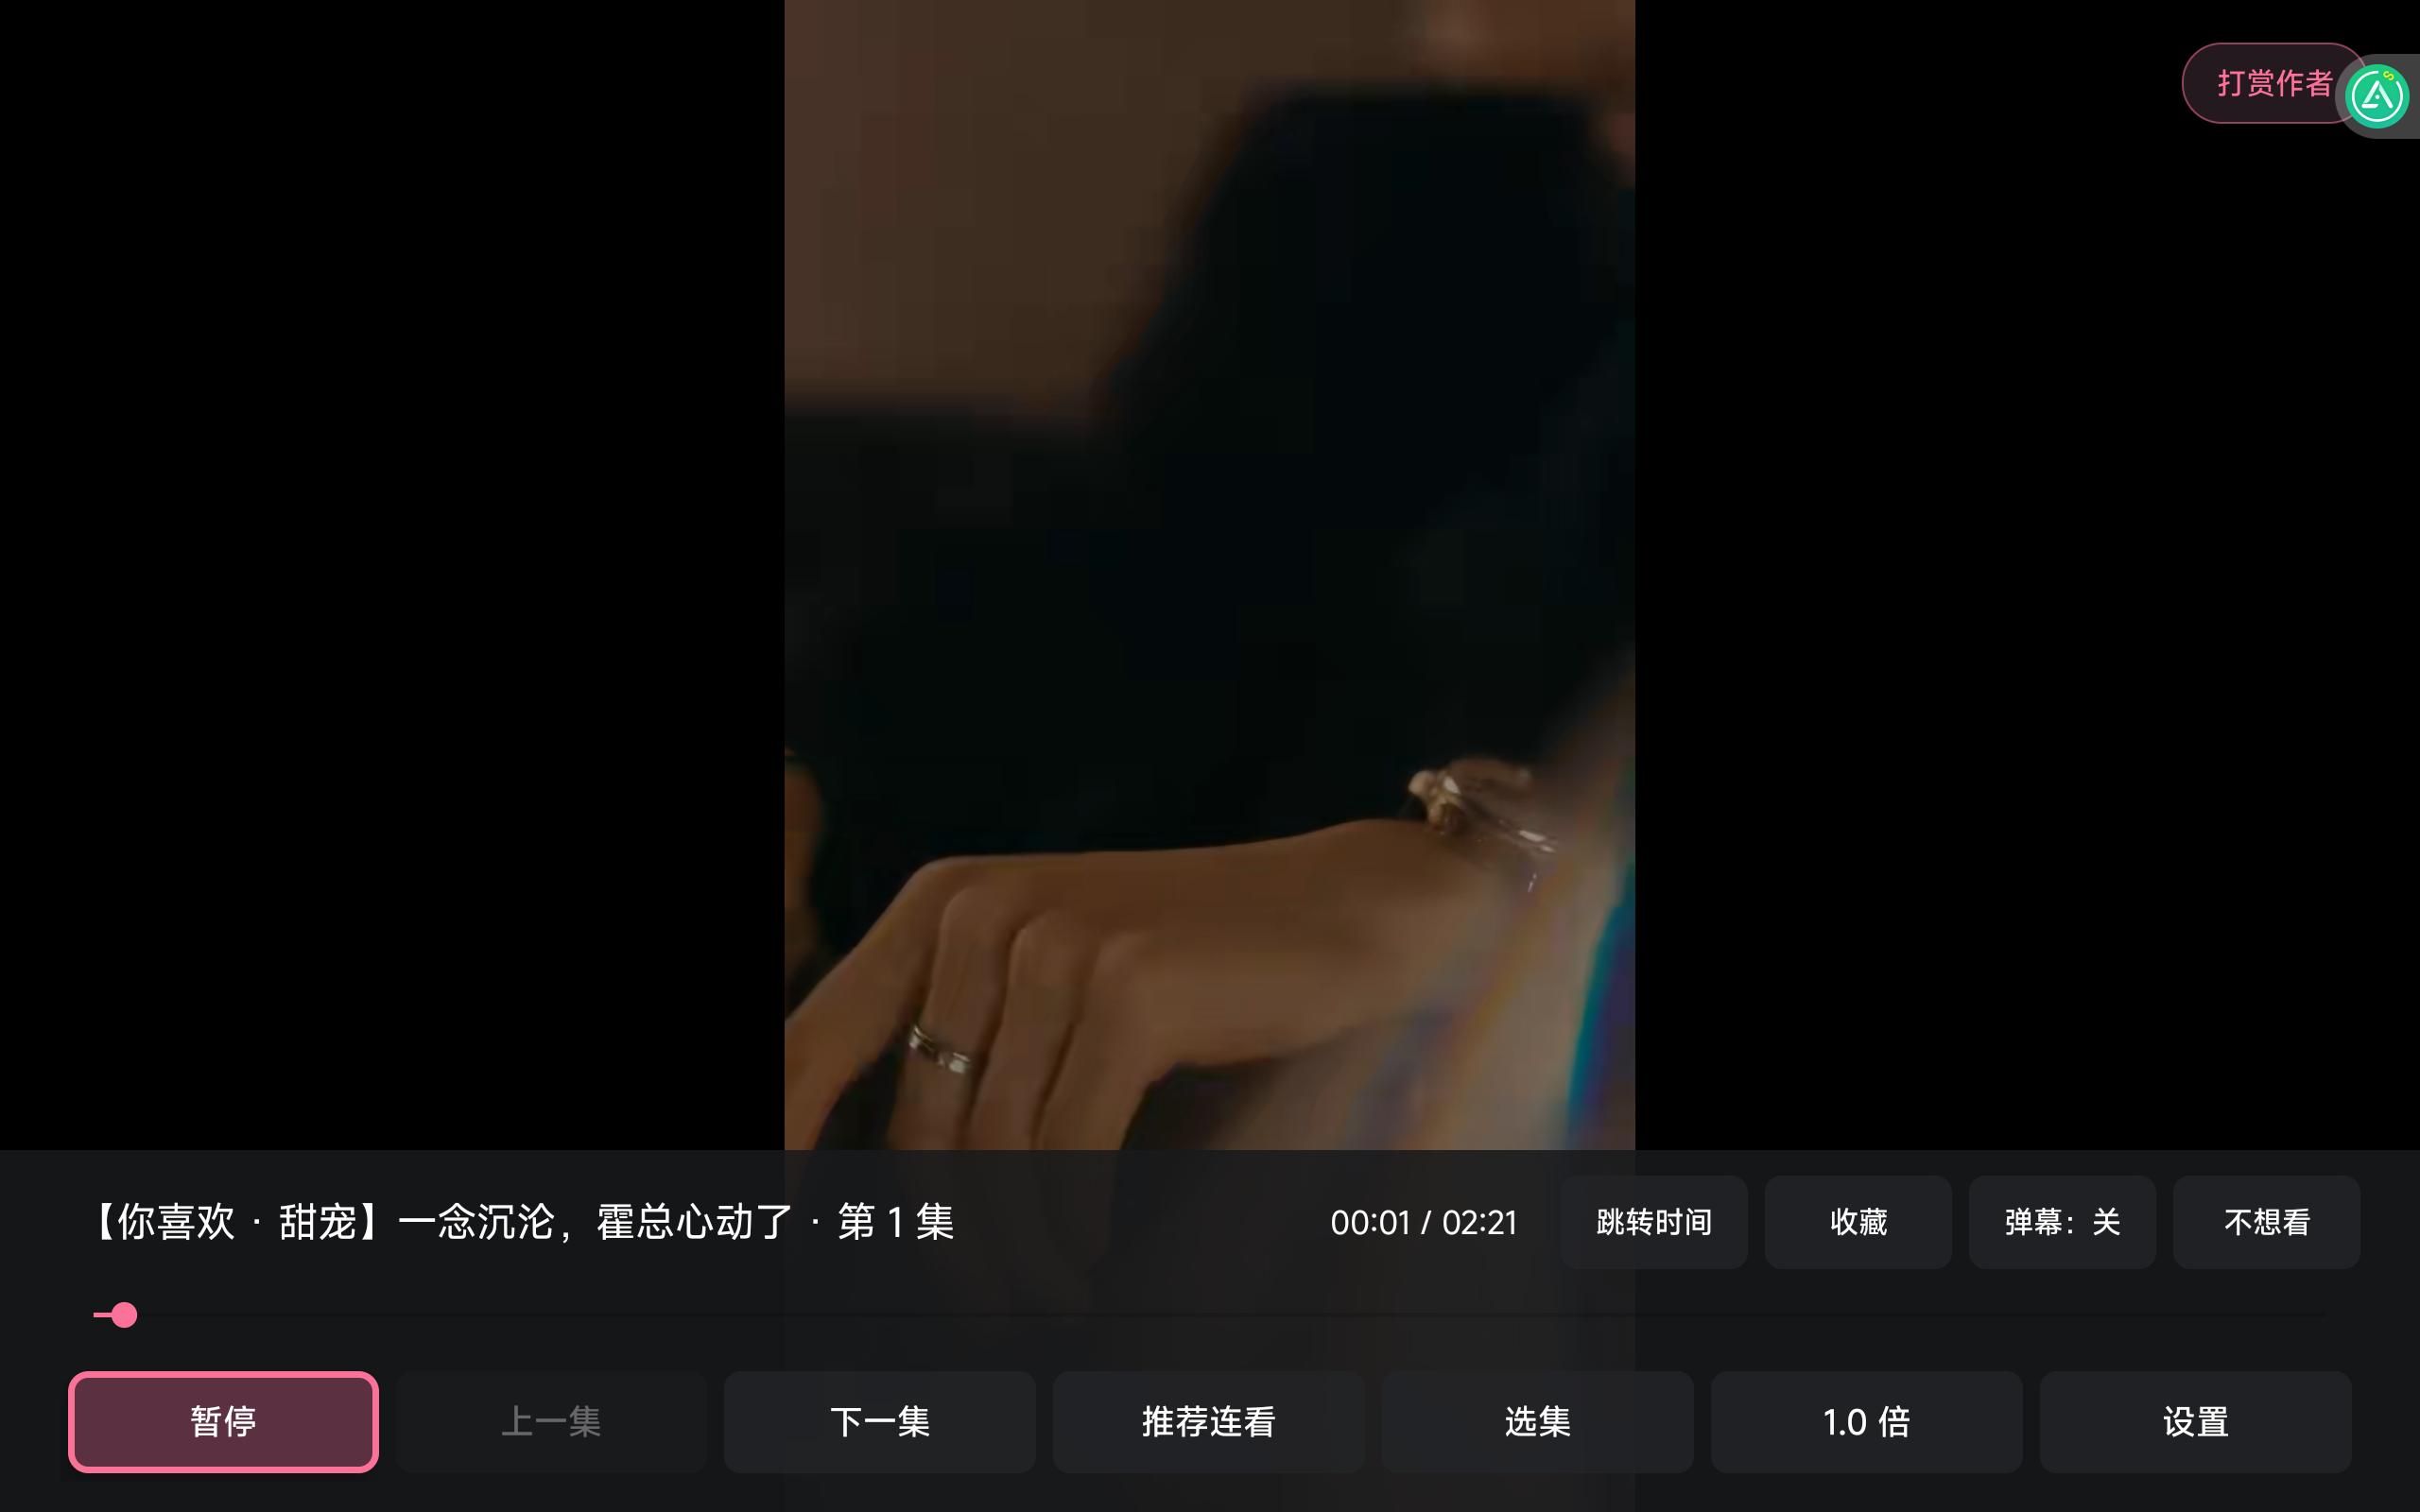 打赏作者
【你喜欢 · 甜宠】一念沉沦，霍总心动了 · 第 1 集
00:01 / 02:21
跳转时间
收藏
弹幕：关
不想看
暂停
上一集
下一集
推荐连看
选集
1.0 倍
设置